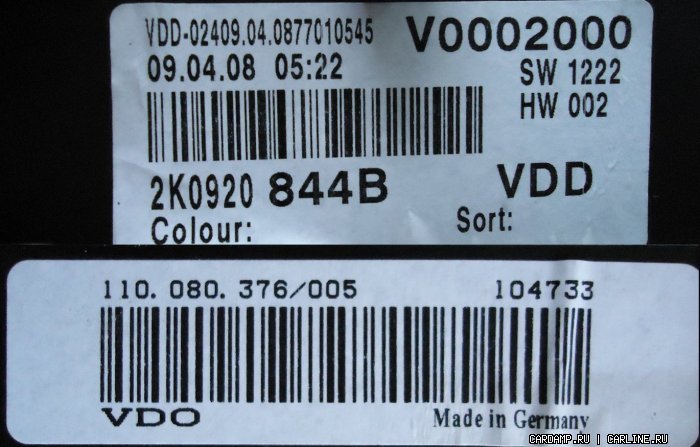 VDD-02409.04.0877010545 V0002000
09.04.08 05:22 SW 1222
HW 002
2K0920 844B VDD
Colour: Sort:
110. 080. 376/005 104733
VDO Made in Germany
CARDAMP.RU | CARLINE.RU